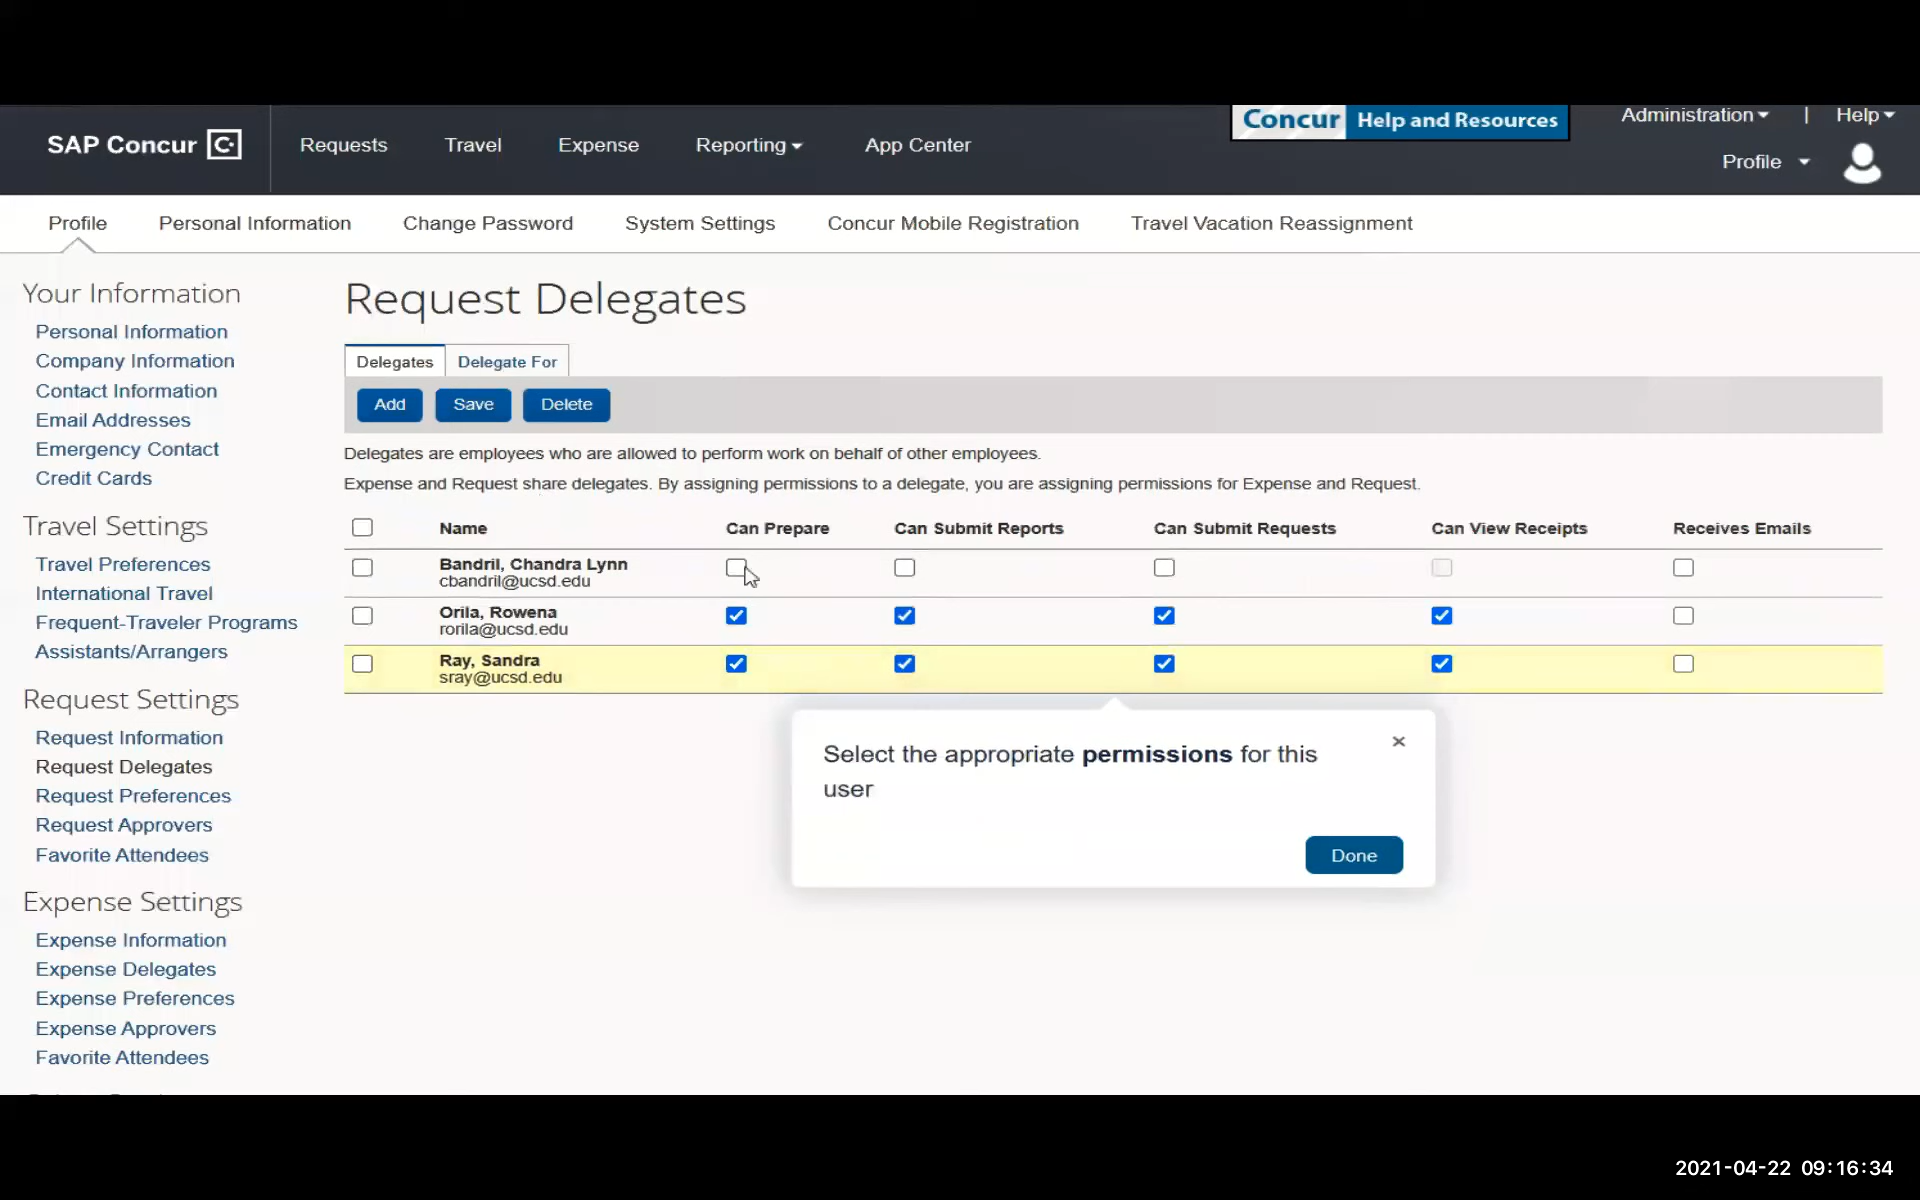 SAP Concur C.
Requests
Travel
Expense
Reporting
App Center
Concur Help and Resources
Administration
|
Help
Profile
Profile
Personal Information
Change Password
System Settings
Concur Mobile Registration
Travel Vacation Reassignment
Your Information
Personal Information
Company Information
Contact Information
Email Addresses
Emergency Contact
Credit Cards
Travel Settings
Travel Preferences
International Travel
Frequent-Traveler Programs
Assistants/Arrangers
Request Settings
Request Information
Request Delegates
Request Preferences
Request Approvers
Favorite Attendees
Expense Settings
Expense Information
Expense Delegates
Expense Preferences
Expense Approvers
Favorite Attendees
Request Delegates
Delegates
Delegate For
Add
Save
Delete
Delegates are employees who are allowed to perform work on behalf of other employees.
Expense and Request share delegates. By assigning permissions to a delegate, you are assigning permissions for Expense and Request.
Name Can Prepare Can Submit Reports Can Submit Requests Can View Receipts Receives Emails
Bandril, Chandra Lynn
cbandril@ucsd.edu
Orila, Rowena
rorila@ucsd.edu
Ray, Sandra
sray@ucsd.edu
Select the appropriate permissions for this
user
×
Done
2021-04-22 09:16:34